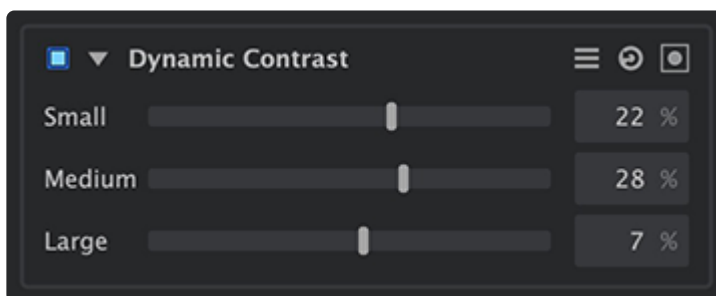 Dynamic Contrast
Small 22 %
Medium 28 %
Large 7 %